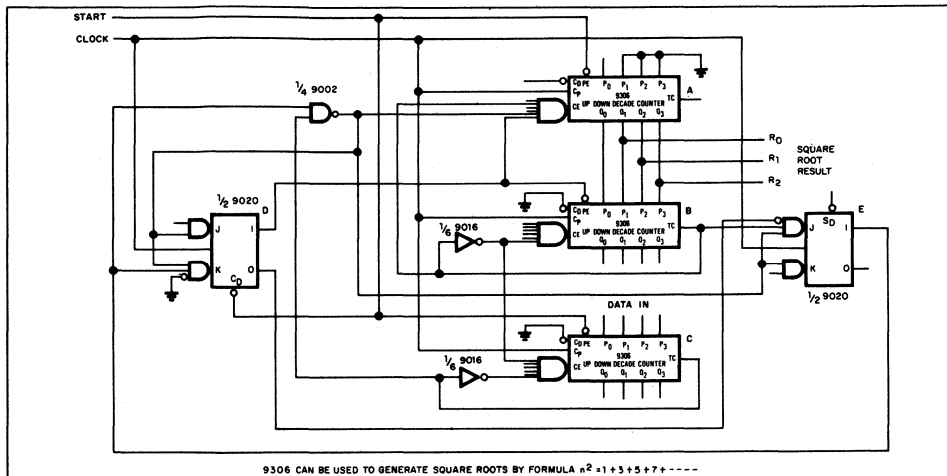 START
CLOCK
1/4 9002
P0 P1 P2 P3
CD PE
CP 9306 TC A
CE UP DOWN DECADE COUNTER
Q0 Q1 Q2 Q3
R0
R1 SQUARE ROOT RESULT
R2
1/2 9020 D
J 1
K 0
CD
P0 P1 P2 P3
CD PE B
CP 9306 TC
CE UP DOWN DECADE COUNTER
Q0 Q1 Q2 Q3
1/6 9016
SD E
J 1
K 0
1/2 9020
DATA IN
P0 P1 P2 P3
CD PE C
CP 9306 TC
CE UP DOWN DECADE COUNTER
Q0 Q1 Q2 Q3
1/6 9016
9306 CAN BE USED TO GENERATE SQUARE ROOTS BY FORMULA n² = 1+3+5+7+----